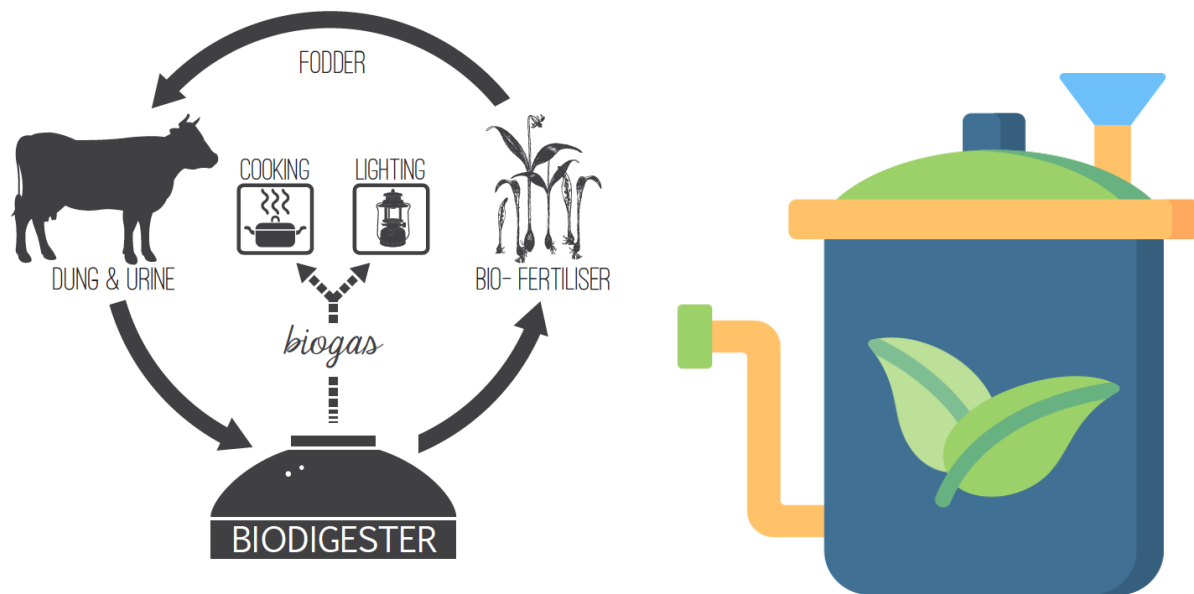 FODDER
COOKING
LIGHTING
DUNG & URINE
BIO- FERTILISER
biogas
BIODIGESTER